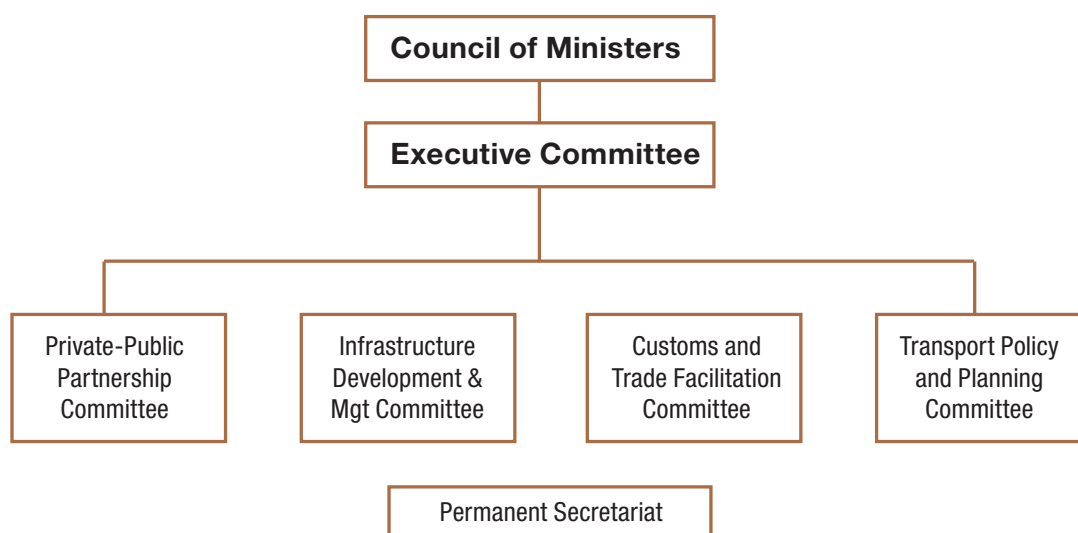 Council of Ministers
Executive Committee
Private-Public
Partnership
Committee
Infrastructure
Development &
Mgt Committee
Customs and
Trade Facilitation
Committee
Transport Policy
and Planning
Committee
Permanent Secretariat